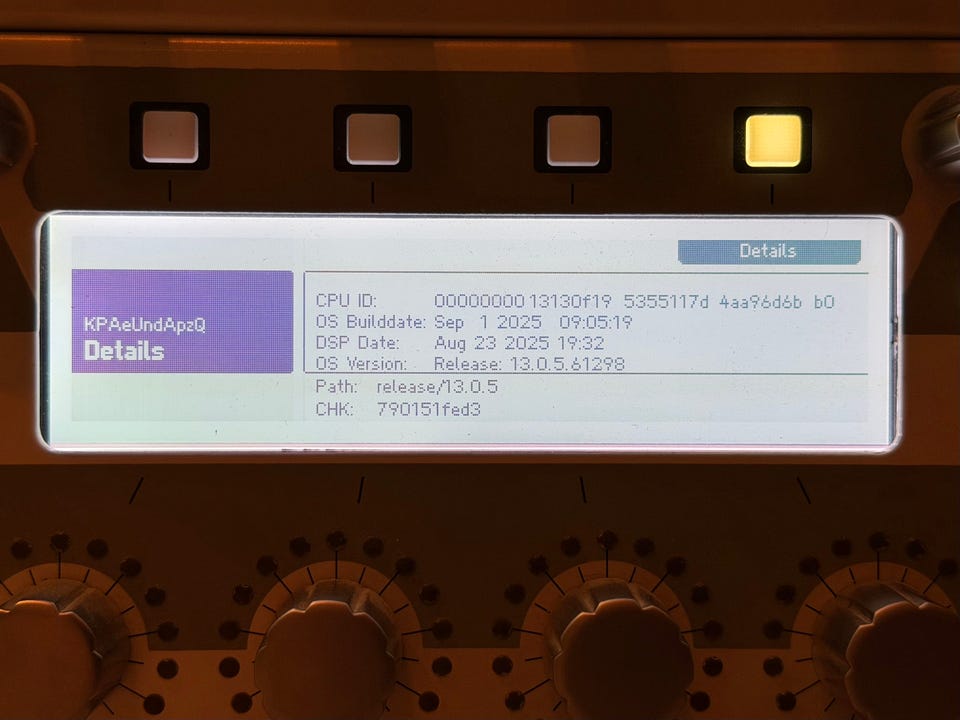 Details
KPAeUndApzQ
Details
CPU ID: 00000000 13130f19 5355117d 4aa96d6b b0
OS Builddate: Sep 1 2025 09:05:19
DSP Date: Aug 23 2025 19:32
OS Version: Release: 13.0.5.61298
Path: release/13.0.5
CHK: 790151fed3